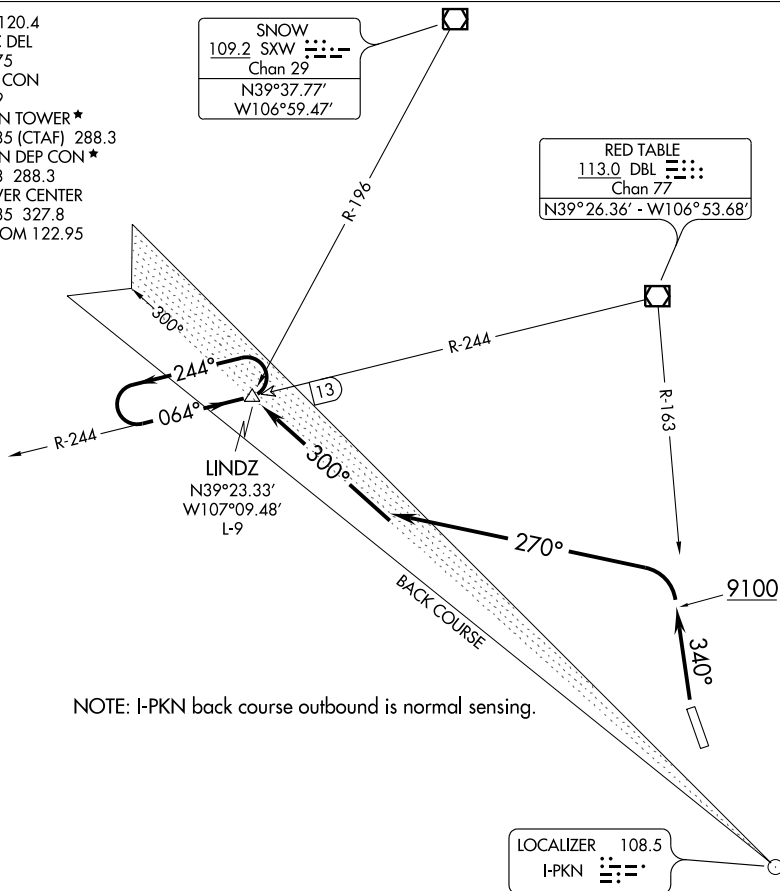 120.4
DEL
75
CON
N TOWER★
35 (CTAF) 288.3
N DEP CON★
288.3
VER CENTER
35 327.8
OM 122.95
SNOW
109.2 SXW
Chan 29
N39°37.77’
W106°59.47’
RED TABLE
113.0 DBL
Chan 77
N39°26.36’ - W106°53.68’
R-196
R-244
R-163
300°
244°
064°
13
R-244
LINDZ
N39°23.33’
W107°09.48’
L-9
300°
270°
9100
340°
BACK COURSE
NOTE: I-PKN back course outbound is normal sensing.
LOCALIZER 108.5
I-PKN